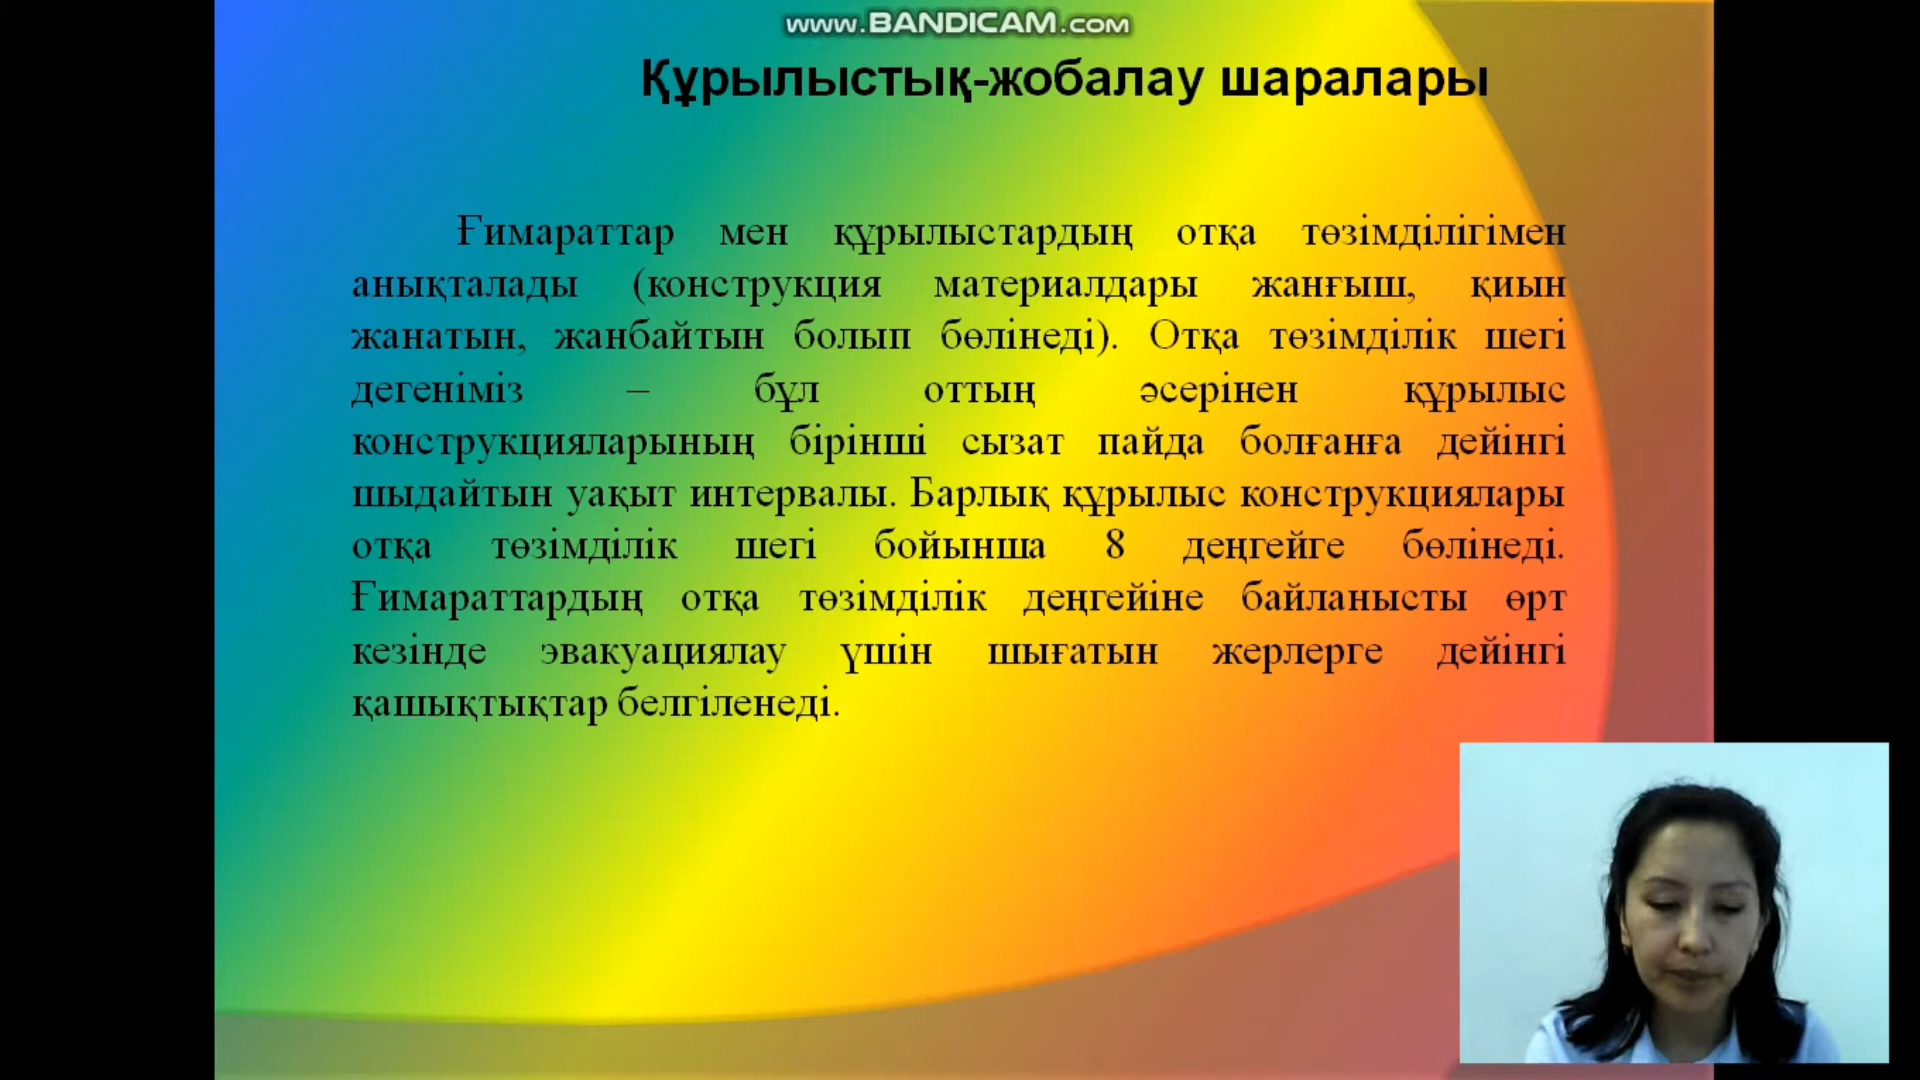 www.BANDICAM.com
Құрылыстық-жобалау шаралары
Ғимараттар мен құрылыстардың отқа төзімділігімен
анықталады (конструкция материалдары жанғыш, қиын
жанатын, жанбайтын болып бөлінеді). Отқа төзімділік шегі
дегеніміз – бұл оттың әсерінен құрылыс
конструкцияларының бірінші сызат пайда болғанға дейінгі
шыдайтын уақыт интервалы. Барлық құрылыс конструкциялары
отқа төзімділік шегі бойынша 8 деңгейге бөлінеді.
Ғимараттардың отқа төзімділік деңгейіне байланысты өрт
кезінде эвакуациялау үшін шығатын жерлерге дейінгі
қашықтықтар белгіленеді.